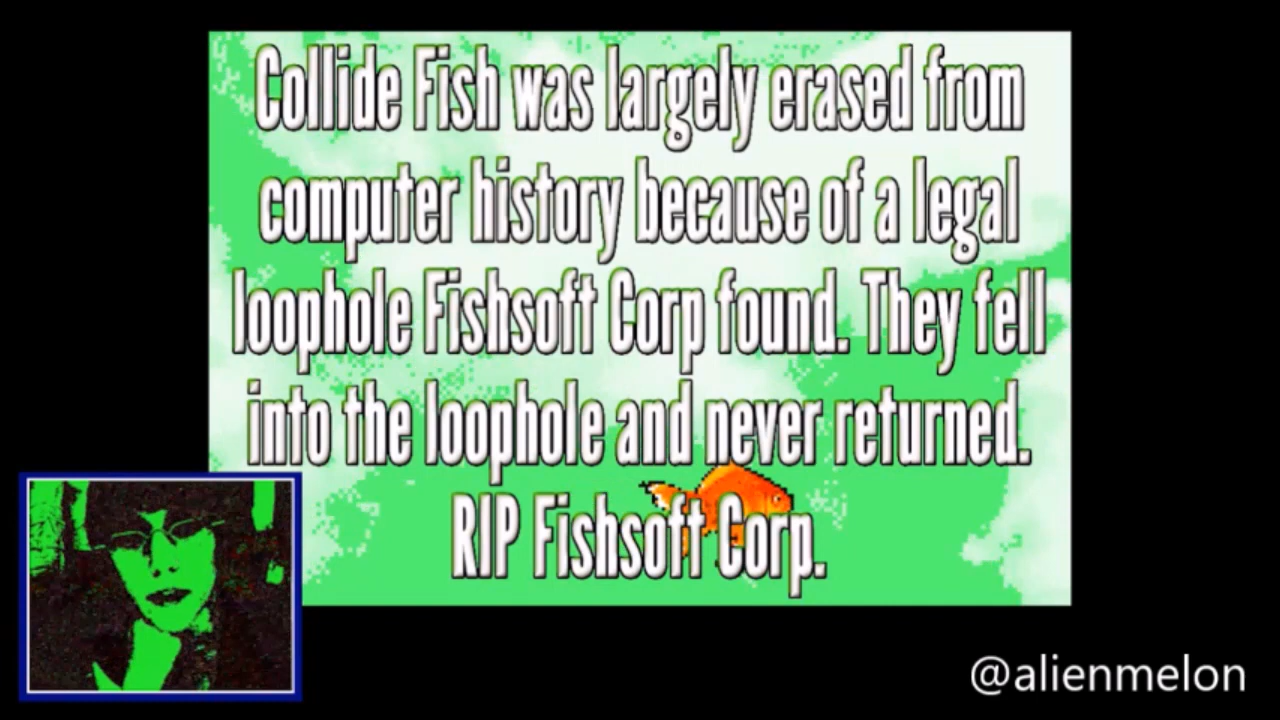 Collide Fish was largely erased from
computer history because of a legal
loophole Fishsoft Corp found. They fell
into the loophole and never returned.
RIP Fishsoft Corp.
@alienmelon